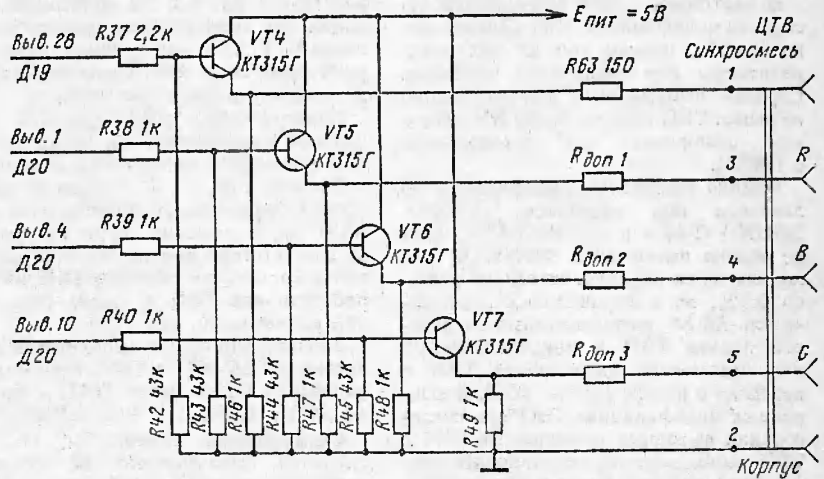 Eпит = 5В
ЦТВ
Синхросмесь
Выв. 28
Д19
R37 2,2к
VT4
КТ315Г
R63 150
1
Выв. 1
Д20
R38 1к
VT5
КТ315Г
Rдоп 1
3
R
Выв. 4
Д20
R39 1к
VT6
КТ315Г
Rдоп 2
4
B
Выв. 10
Д20
R40 1к
VT7
КТ315Г
Rдоп 3
5
G
R42 43к
R43 43к
R46 1к
R44 43к
R47 1к
R45 43к
R48 1к
R49 1к
2
Корпус